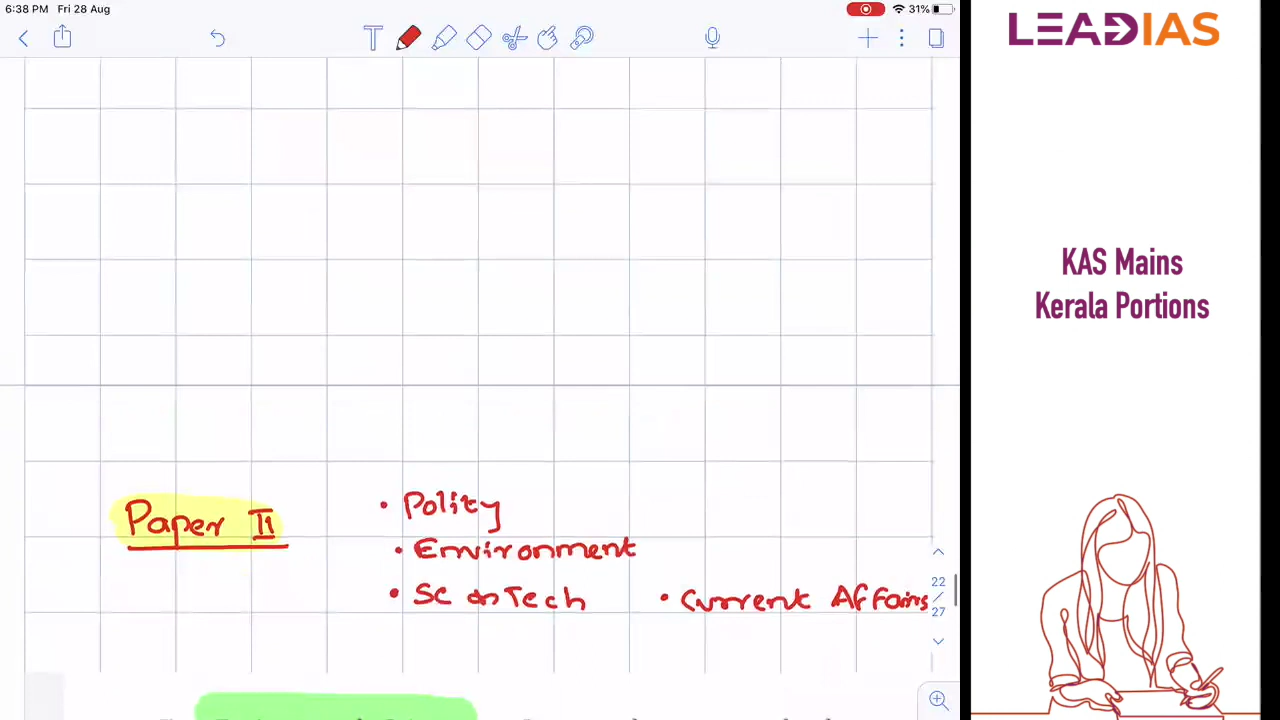 6:38 PM Fri 28 Aug
31%
LEADIAS
KAS Mains
Kerala Portions
Paper II
• Polity
• Environment
• Sc Tech
• Current Affairs
22
27